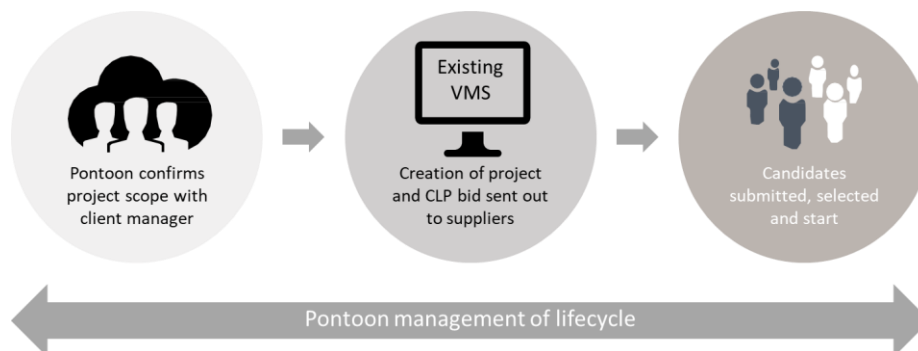 Existing
VMS
Pontoon confirms
project scope with
client manager
Creation of project
and CLP bid sent out
to suppliers
Candidates
submitted, selected
and start
Pontoon management of lifecycle